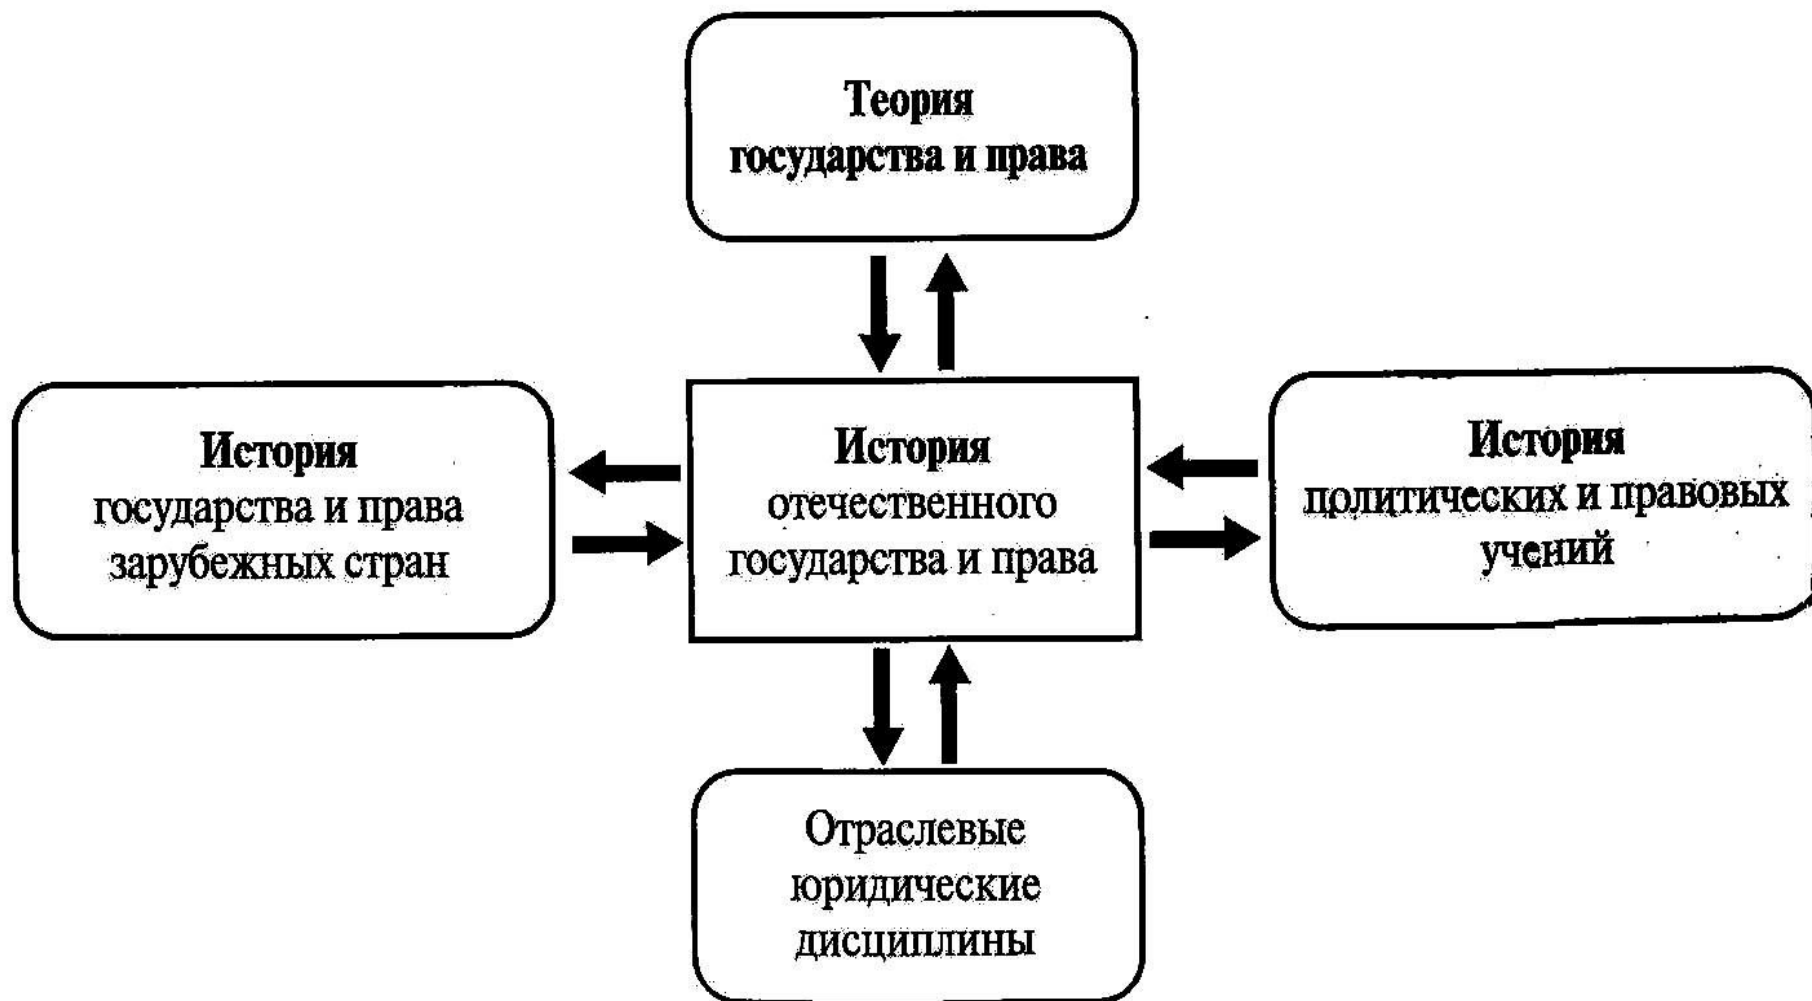 Теория
государства и права
История
государства и права
зарубежных стран
История
отечественного
государства и права
История
политических и правовых
учений
Отраслевые
юридические
дисциплины